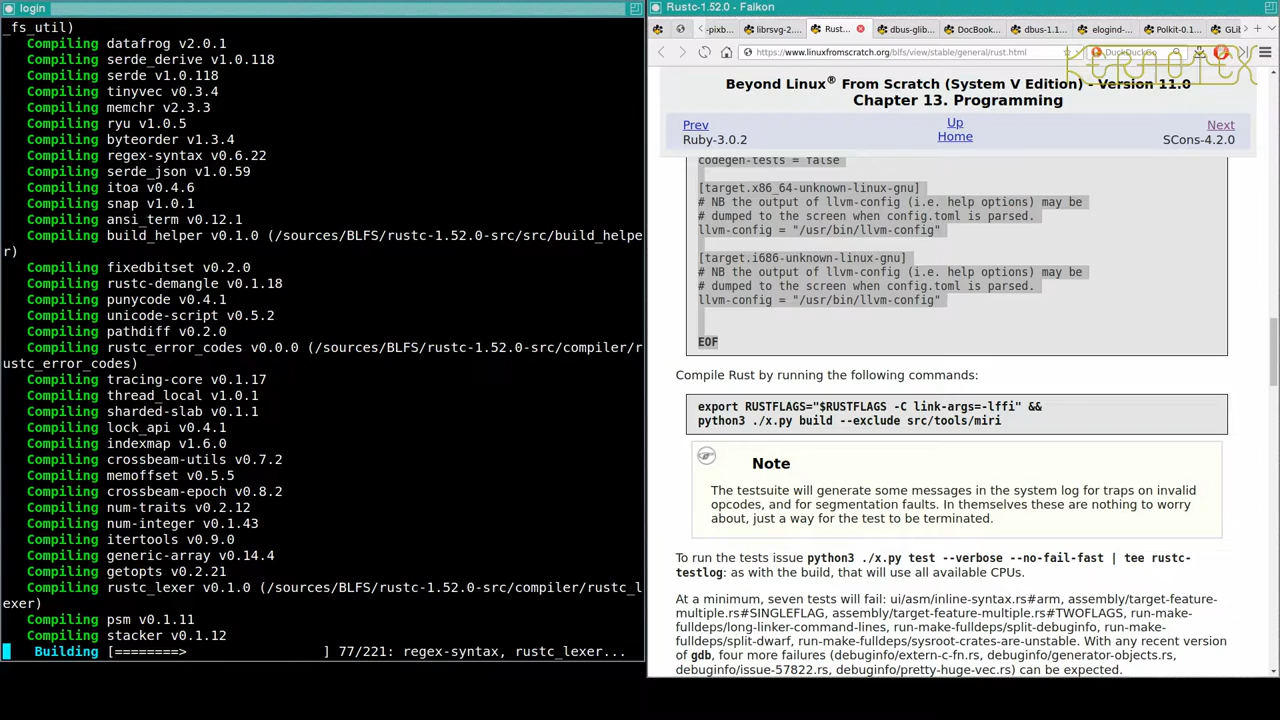 login
_fs_util)
Compiling datafrog v2.0.1
Compiling serde_derive v1.0.118
Compiling serde v1.0.118
Compiling tinyvec v0.3.4
Compiling memchr v2.3.3
Compiling ryu v1.0.5
Compiling byteorder v1.3.4
Compiling regex-syntax v0.6.22
Compiling serde_json v1.0.59
Compiling itoa v0.4.6
Compiling snap v1.0.1
Compiling ansi_term v0.12.1
Compiling build_helper v0.1.0 (/sources/BLFS/rustc-1.52.0-src/src/build_helpe
r)
Compiling fixedbitset v0.2.0
Compiling rustc-demangle v0.1.18
Compiling punycode v0.4.1
Compiling unicode-script v0.5.2
Compiling pathdiff v0.2.0
Compiling rustc_error_codes v0.0.0 (/sources/BLFS/rustc-1.52.0-src/compiler/r
ustc_error_codes)
Compiling tracing-core v0.1.17
Compiling thread_local v1.0.1
Compiling sharded-slab v0.1.1
Compiling lock_api v0.4.1
Compiling indexmap v1.6.0
Compiling crossbeam-utils v0.7.2
Compiling memoffset v0.5.5
Compiling crossbeam-epoch v0.8.2
Compiling num-traits v0.2.12
Compiling num-integer v0.1.43
Compiling itertools v0.9.0
Compiling generic-array v0.14.4
Compiling getopts v0.2.21
Compiling rustc_lexer v0.1.0 (/sources/BLFS/rustc-1.52.0-src/compiler/rustc_l
exer)
Compiling psm v0.1.11
Compiling stacker v0.1.12
Building [========> ] 77/221: regex-syntax, rustc_lexer...
Rustc-1.52.0 - Falkon
-pixb... librsvg-2.... Rust... dbus-glib... DocBook... dbus-1.1... elogind-... Polkit-0.1... GLib
https://www.linuxfromscratch.org/blfs/view/stable/general/rust.html DuckDuckGo
KERNOTEX
Beyond Linux® From Scratch (System V Edition) - Version 11.0
Chapter 13. Programming
Prev Up Next
Ruby-3.0.2 Home SCons-4.2.0
codegen-tests = false
[target.x86_64-unknown-linux-gnu]
# NB the output of llvm-config (i.e. help options) may be
# dumped to the screen when config.toml is parsed.
llvm-config = "/usr/bin/llvm-config"
[target.i686-unknown-linux-gnu]
# NB the output of llvm-config (i.e. help options) may be
# dumped to the screen when config.toml is parsed.
llvm-config = "/usr/bin/llvm-config"
EOF
Compile Rust by running the following commands:
export RUSTFLAGS="$RUSTFLAGS -C link-args=-lffi" &&
python3 ./x.py build --exclude src/tools/miri
Note
The testsuite will generate some messages in the system log for traps on invalid
opcodes, and for segmentation faults. In themselves these are nothing to worry
about, just a way for the test to be terminated.
To run the tests issue python3 ./x.py test --verbose --no-fail-fast | tee rustc-
testlog: as with the build, that will use all available CPUs.
At a minimum, seven tests will fail: ui/asm/inline-syntax.rs#arm, assembly/target-feature-
multiple.rs#SINGLEFLAG, assembly/target-feature-multiple.rs#TWOFLAGS, run-make-
fulldeps/long-linker-command-lines, run-make-fulldeps/split-debuginfo, run-make-
fulldeps/split-dwarf, run-make-fulldeps/sysroot-crates-are-unstable. With any recent version
of gdb, four more failures (debuginfo/extern-c-fn.rs, debuginfo/generator-objects.rs,
debuginfo/issue-57822.rs, debuginfo/pretty-huge-vec.rs) can be expected.